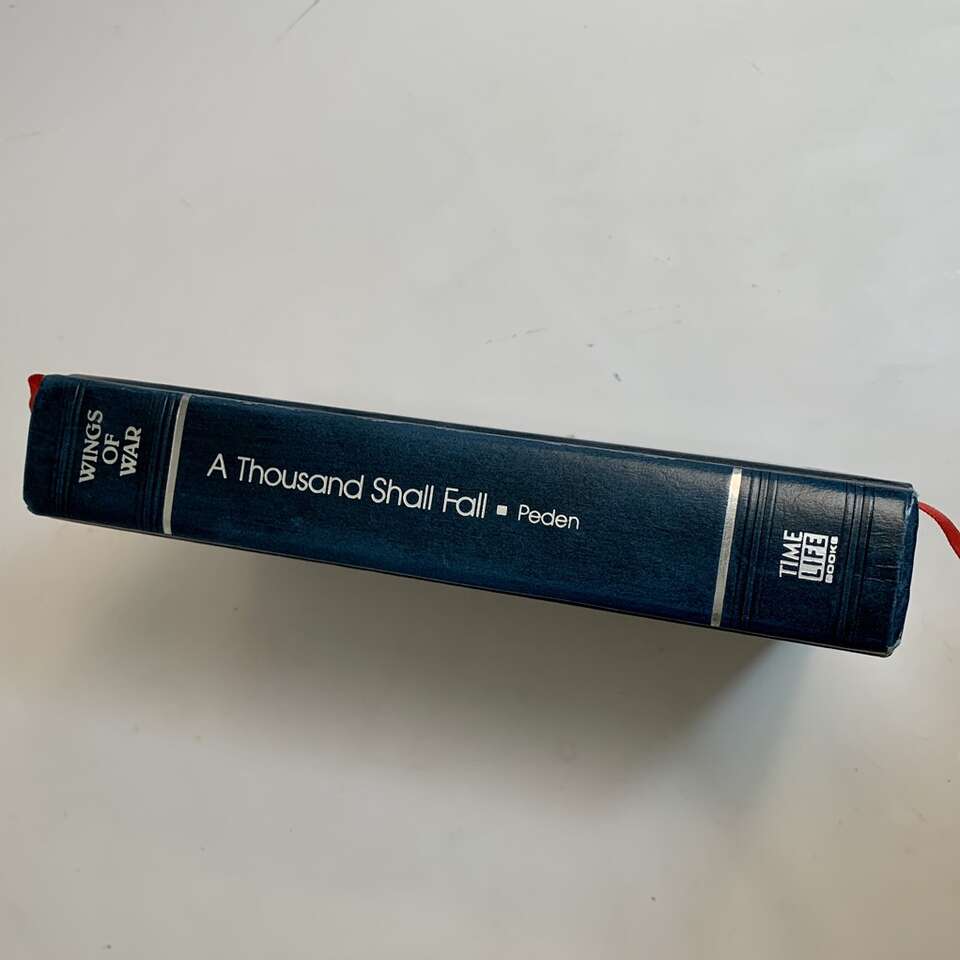 WINGS
OF
WAR
A Thousand Shall Fall ▪ Peden
TIME
LIFE
BOOKS